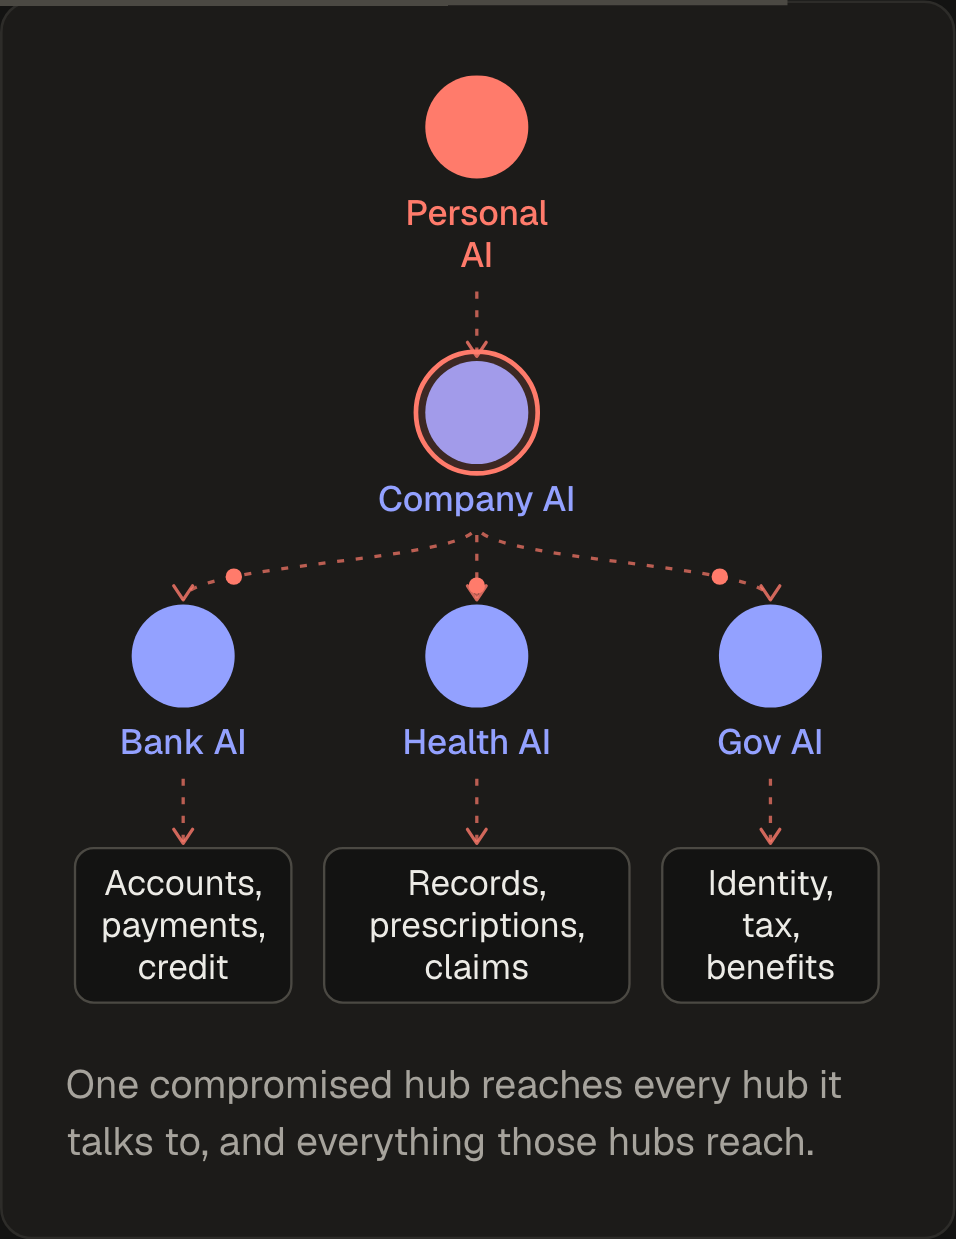 Personal
AI
Company AI
Bank AI
Health AI
Gov AI
Accounts,
payments,
credit
Records,
prescriptions,
claims
Identity,
tax,
benefits
One compromised hub reaches every hub it
talks to, and everything those hubs reach.